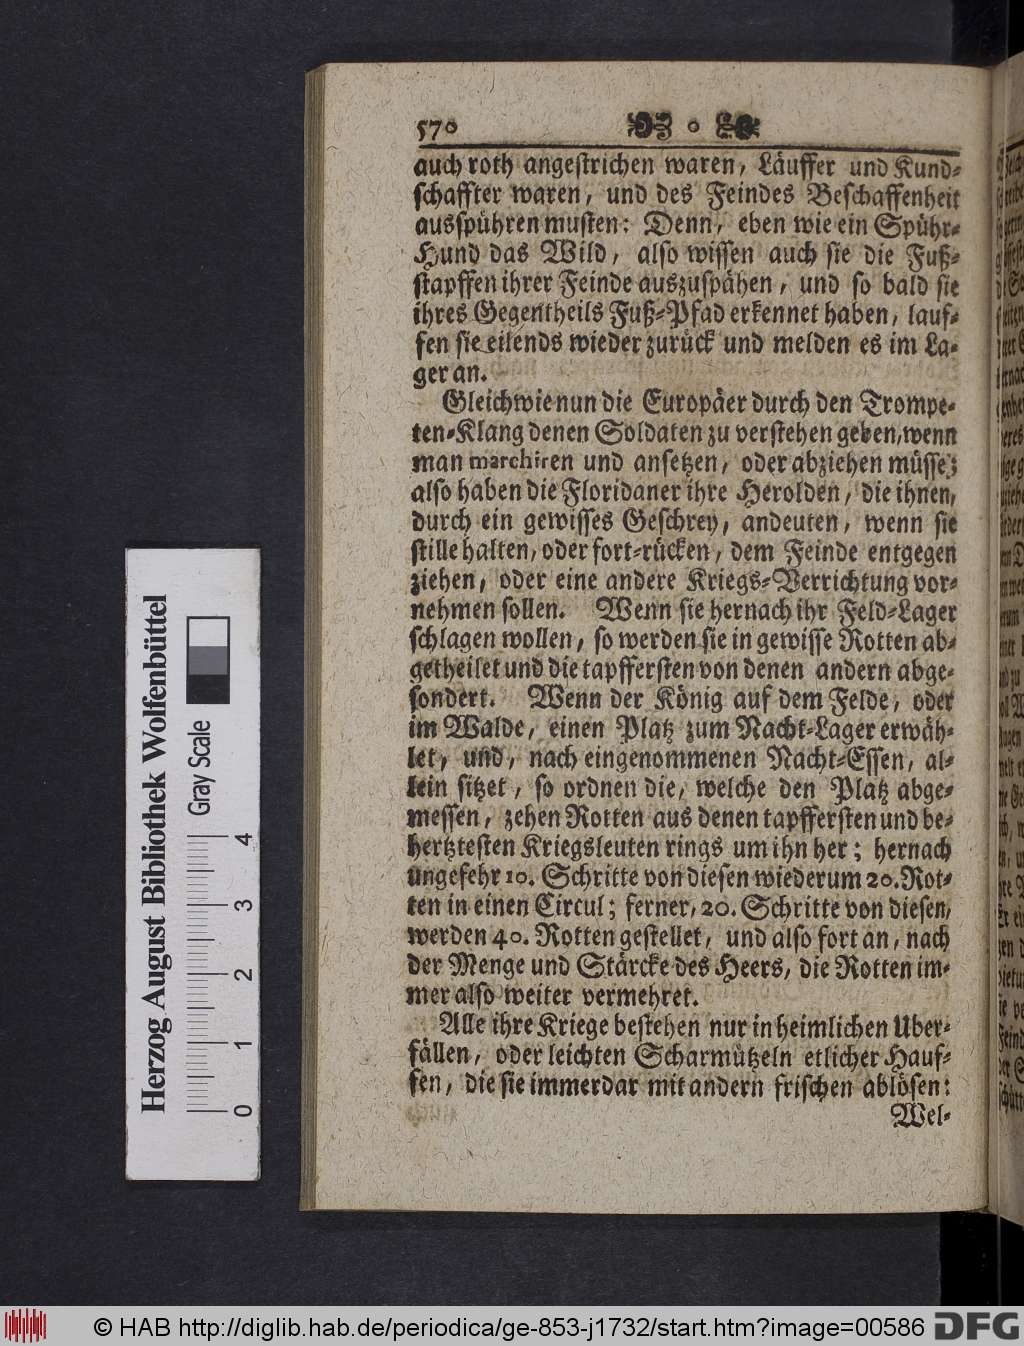 570
auch roth angestrichen waren, Läuffer und Kund-
schaffter waren, und des Feindes Beschaffenheit
ausspühren musten: Denn, eben wie ein Spühr-
Hund das Wild, also wissen auch sie die Fuß-
stapffen ihrer Feinde auszuspähen, und so bald sie
ihres Gegentheils Fuß-Pfad erkennet haben, lauf-
fen sie eilends wieder zurück und melden es im La-
ger an.
Gleichwie nun die Europäer durch den Trompe-
ten-Klang denen Soldaten zu verstehen geben, wenn
man marchiren und ansetzen, oder abziehen müsse;
also haben die Floridaner ihre Herolden, die ihnen,
durch ein gewisses Geschrey, andeuten, wenn sie
stille halten, oder fort-rücken, dem Feinde entgegen
ziehen, oder eine andere Kriegs-Verrichtung vor-
nehmen sollen. Wenn sie hernach ihr Feld-Lager
schlagen wollen, so werden sie in gewisse Rotten ab-
getheilet und die tapffersten von denen andern abge-
sondert. Wenn der König auf dem Felde, oder
im Walde, einen Platz zum Nacht-Lager erwäh-
let, und, nach eingenommenen Nacht-Essen, al-
lein sitzet, so ordnen die, welche den Platz abge-
messen, zehen Rotten aus denen tapffersten und be-
hertztesten Kriegsleuten rings um ihn her; hernach
ungefehr 10. Schritte von diesen wiederum 20. Rot-
ten in einen Circul; ferner, 20. Schritte von diesen,
werden 40. Rotten gestellet, und also fort an, nach
der Menge und Stärcke des Heers, die Rotten im-
mer also weiter vermehret.
Alle ihre Kriege bestehen nur in heimlichen Uber-
fällen, oder leichten Scharmützeln etlicher Hauf-
fen, die sie immerdar mit andern frischen ablösen:
Wel-
Herzog August Bibliothek Wolfenbüttel
Gray Scale
0 1 2 3 4
© HAB http://diglib.hab.de/periodica/ge-853-j1732/start.htm?image=00586
DFG